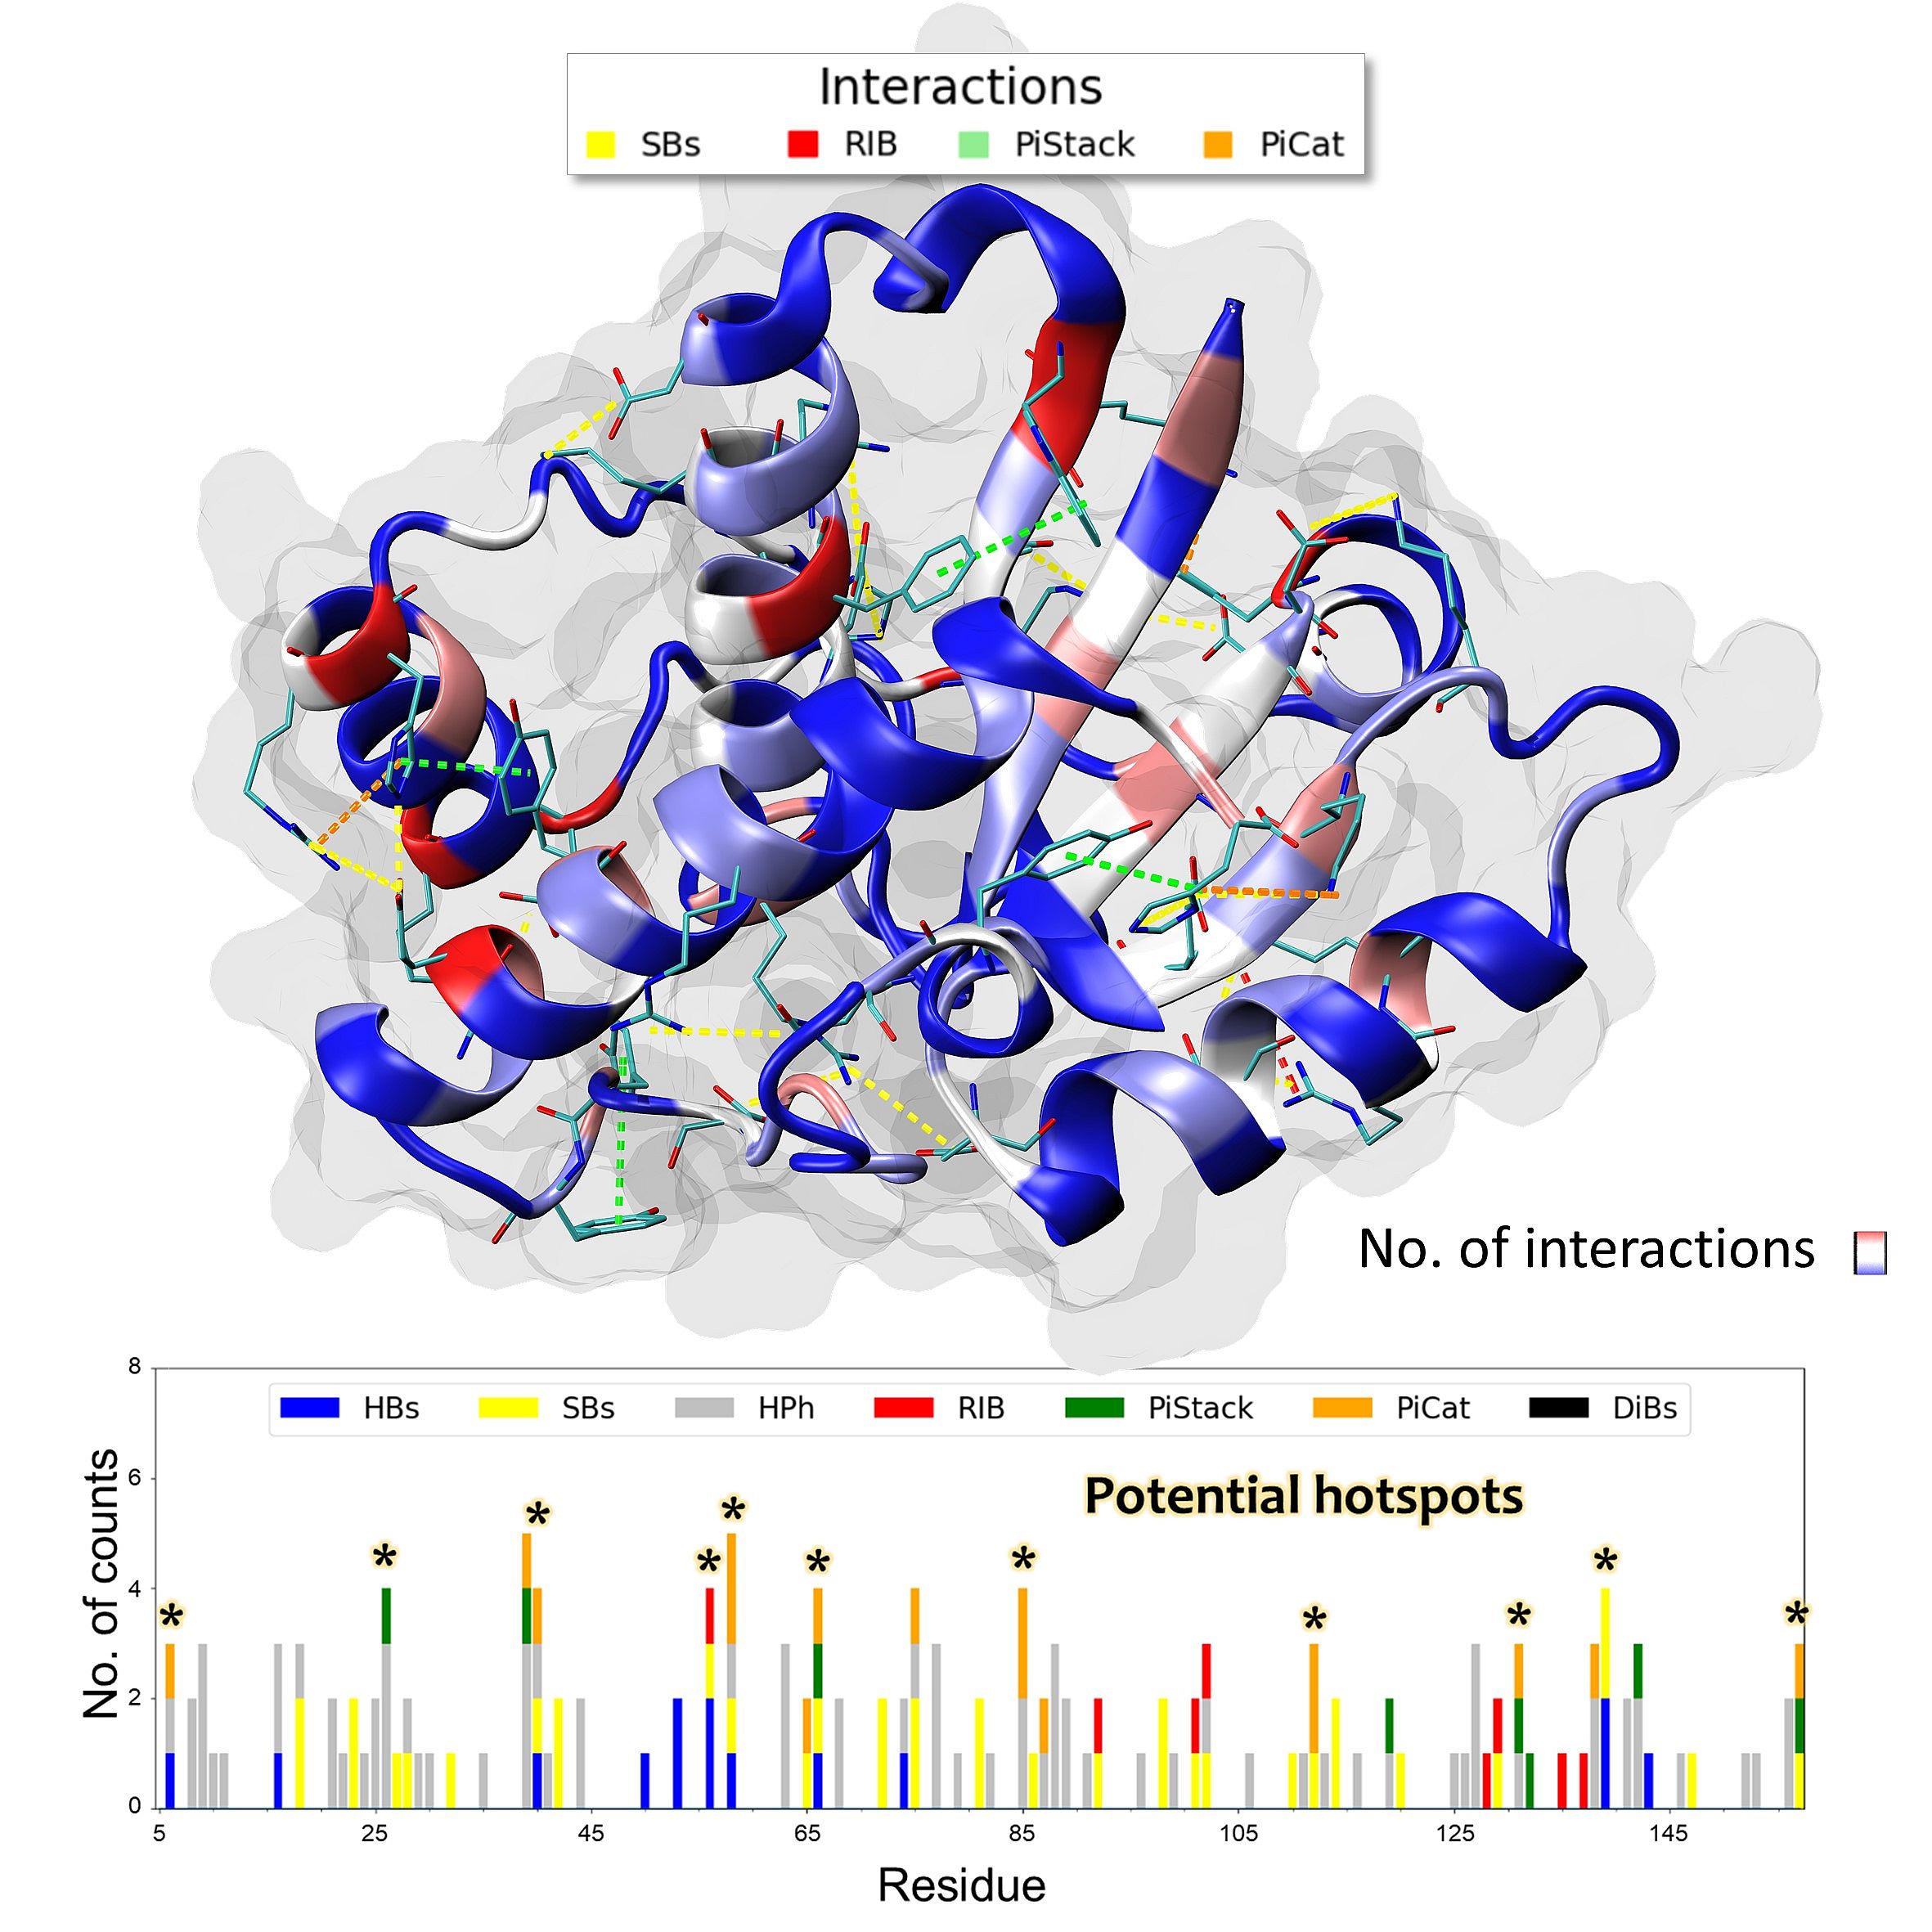 Interactions
SBs RIB PiStack PiCat
No. of interactions
8
HBs SBs HPh RIB PiStack PiCat DiBs
No. of counts
6
Potential hotspots
* * * * * * * * * *
4
2
0
5 25 45 65 85 105 125 145
Residue